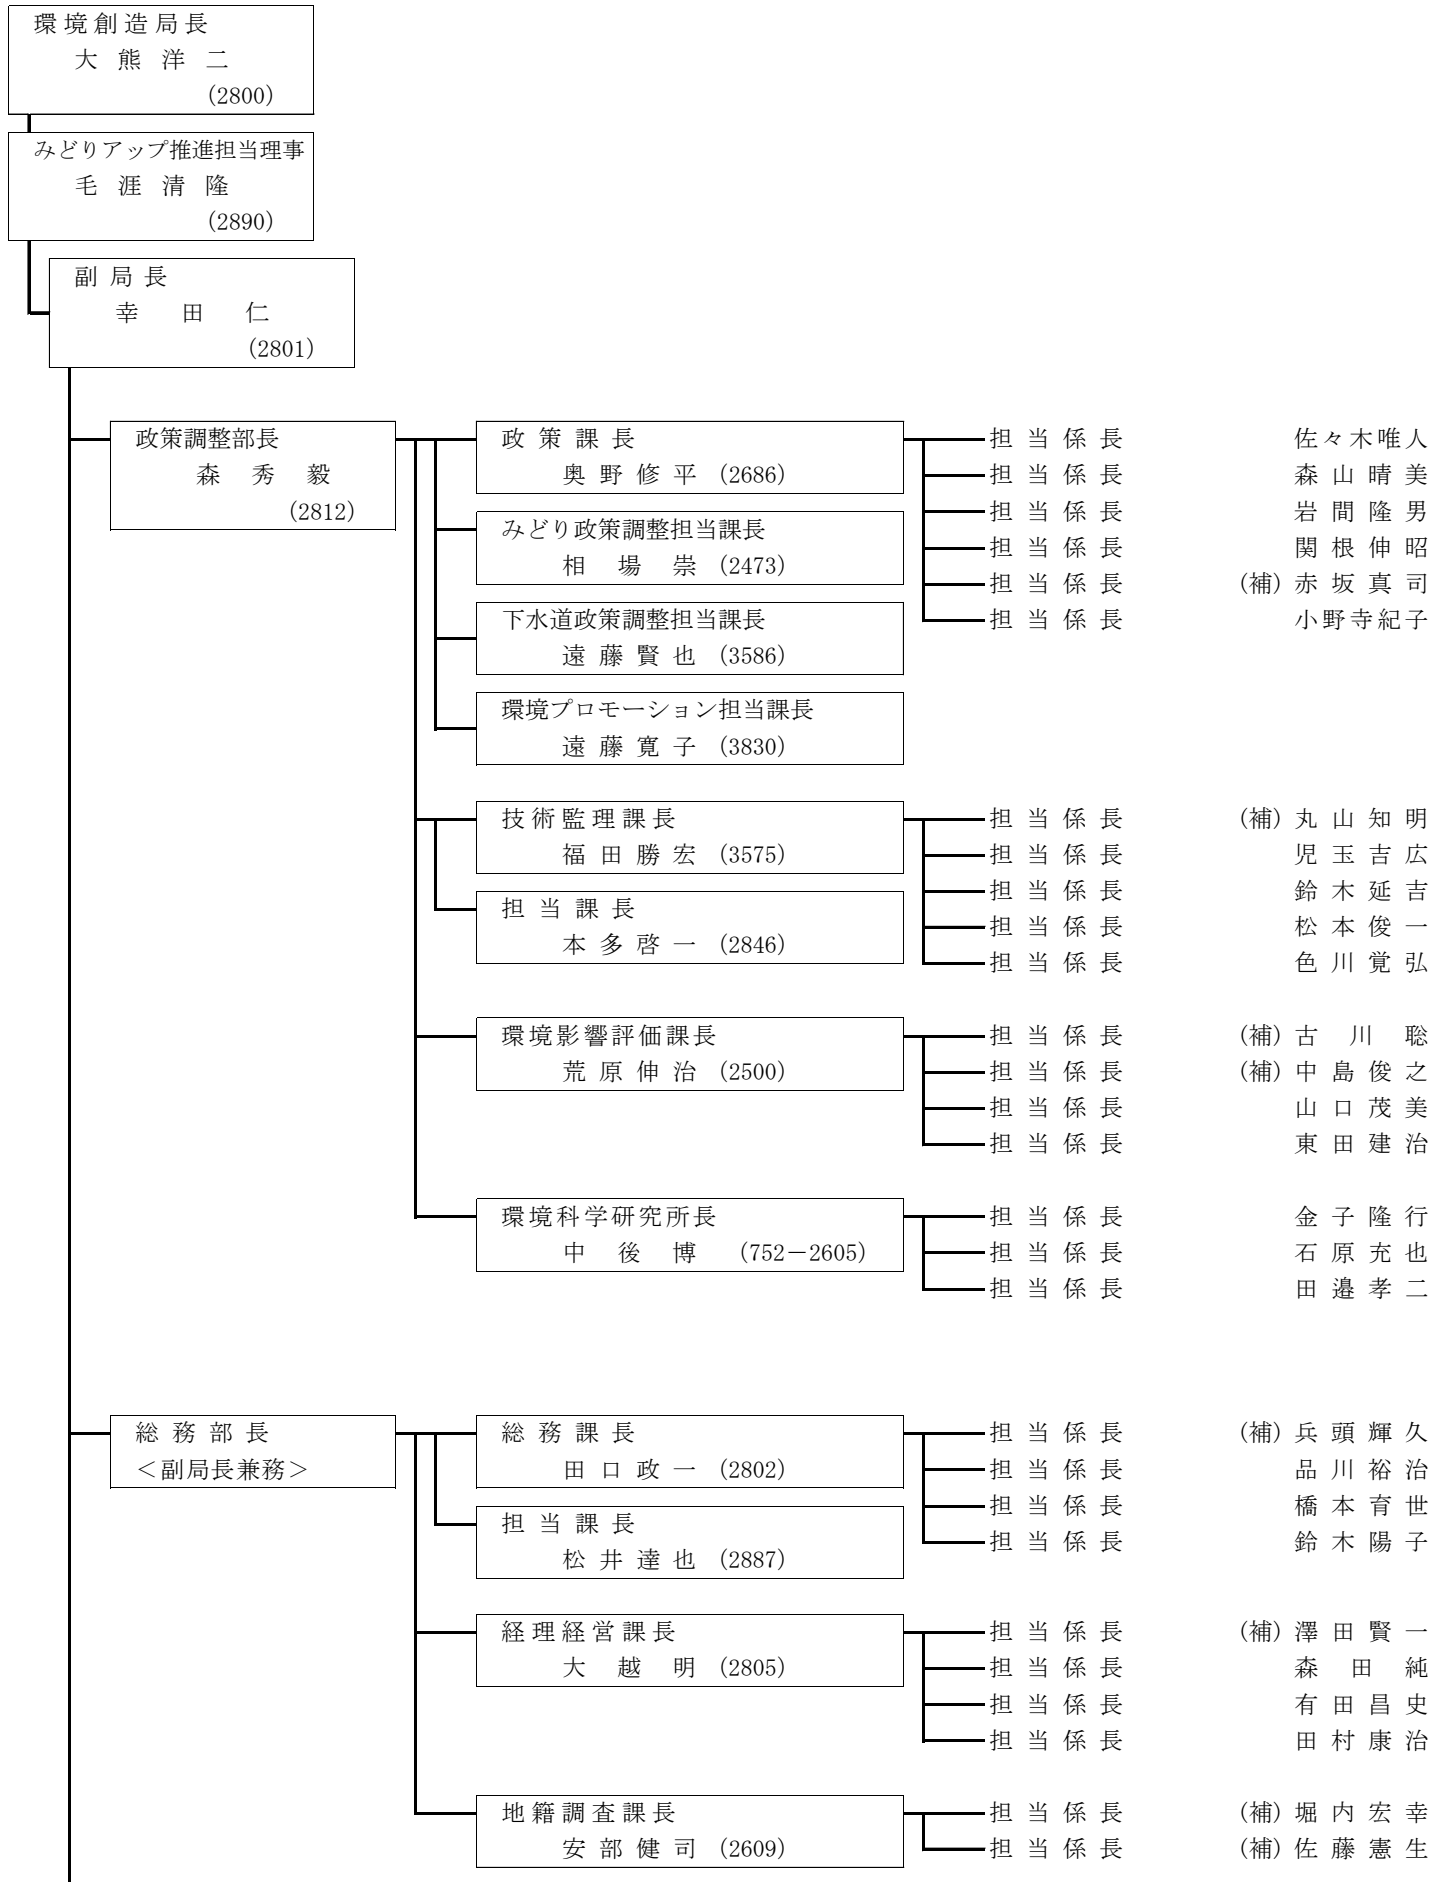 環境創造局長
大熊洋二
(2800)
みどりアップ推進担当理事
毛涯清隆
(2890)
副局長
幸田仁
(2801)
政策調整部長
森秀毅
(2812)
政策課長
奥野修平 (2686)
みどり政策調整担当課長
相場崇 (2473)
下水道政策調整担当課長
遠藤賢也 (3586)
環境プロモーション担当課長
遠藤寛子 (3830)
担当係長 佐々木唯人
担当係長 森山晴美
担当係長 岩間隆男
担当係長 関根伸昭
担当係長 (補) 赤坂真司
担当係長 小野寺紀子
技術監理課長
福田勝宏 (3575)
担当課長
本多啓一 (2846)
担当係長 (補) 丸山知明
担当係長 児玉吉広
担当係長 鈴木延吉
担当係長 松本俊一
担当係長 色川覚弘
環境影響評価課長
荒原伸治 (2500)
担当係長 (補) 古川聡
担当係長 (補) 中島俊之
担当係長 山口茂美
担当係長 東田建治
環境科学研究所長
中後博 (752－2605)
担当係長 金子隆行
担当係長 石原充也
担当係長 田邉孝二
総務部長
＜副局長兼務＞
総務課長
田口政一 (2802)
担当課長
松井達也 (2887)
担当係長 (補) 兵頭輝久
担当係長 品川裕治
担当係長 橋本育世
担当係長 鈴木陽子
経理経営課長
大越明 (2805)
担当係長 (補) 澤田賢一
担当係長 森田純
担当係長 有田昌史
担当係長 田村康治
地籍調査課長
安部健司 (2609)
担当係長 (補) 堀内宏幸
担当係長 (補) 佐藤憲生